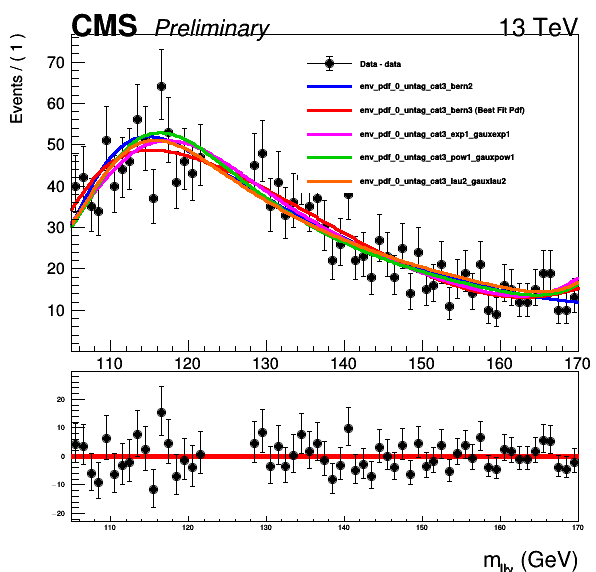 CMS Preliminary 13 TeV
Events / ( 1 )
70
60
50
40
30
20
10
Data - data
env_pdf_0_untag_cat3_bern2
env_pdf_0_untag_cat3_bern3 (Best Fit Pdf)
env_pdf_0_untag_cat3_exp1_gauxexp1
env_pdf_0_untag_cat3_pow1_gauxpow1
env_pdf_0_untag_cat3_lau2_gauxlau2
110 120 130 140 150 160 170
20
10
0
-10
-20
110 120 130 140 150 160 170
m_llγ (GeV)